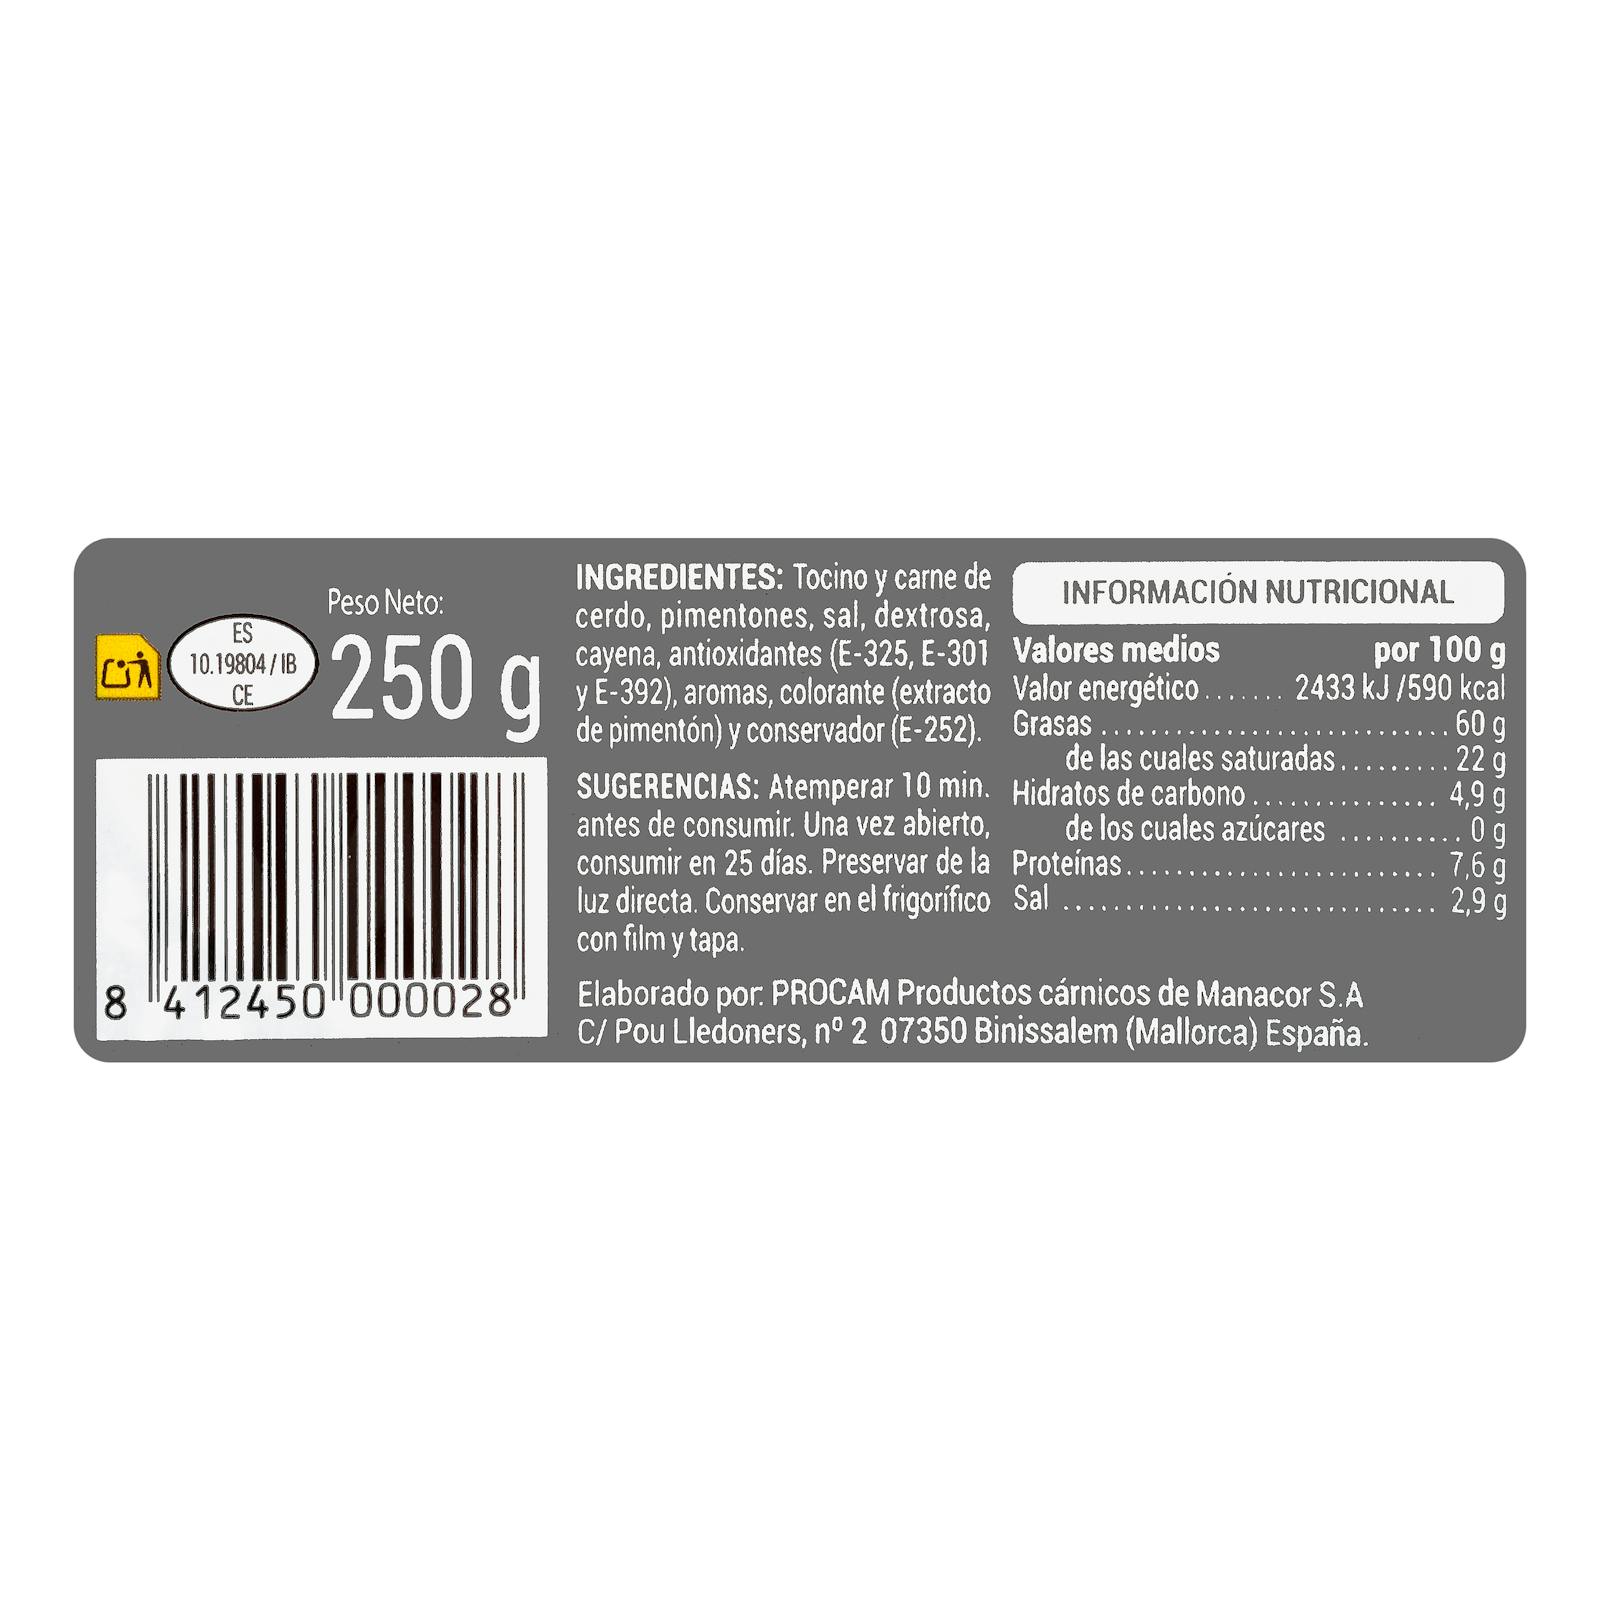 Peso Neto:
250 g
ES
10.19804 / IB
CE
8 412450 000028
INGREDIENTES: Tocino y carne de
cerdo, pimentones, sal, dextrosa,
cayena, antioxidantes (E-325, E-301
y E-392), aromas, colorante (extracto
de pimentón) y conservador (E-252).
SUGERENCIAS: Atemperar 10 min.
antes de consumir. Una vez abierto,
consumir en 25 días. Preservar de la
luz directa. Conservar en el frigorífico
con film y tapa.
Elaborado por: PROCAM Productos cárnicos de Manacor S.A
C/ Pou Lledoners, nº 2 07350 Binissalem (Mallorca) España.
INFORMACIÓN NUTRICIONAL
Valores medios por 100 g
Valor energético ....... 2433 kJ /590 kcal
Grasas ............................ 60 g
de las cuales saturadas ......... 22 g
Hidratos de carbono ............... 4,9 g
de los cuales azúcares .......... 0 g
Proteínas .......................... 7,6 g
Sal ................................ 2,9 g